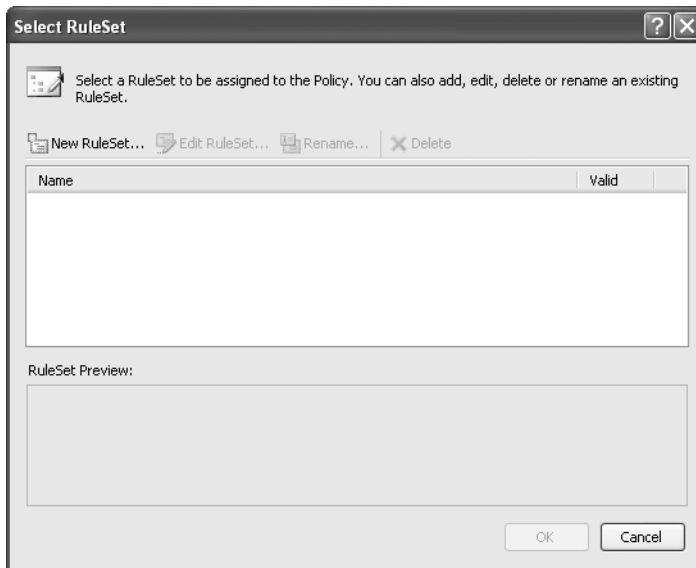 Select RuleSet
Select a RuleSet to be assigned to the Policy. You can also add, edit, delete or rename an existing
RuleSet.
New RuleSet... Edit RuleSet... Rename... Delete
Name Valid
RuleSet Preview:
OK Cancel